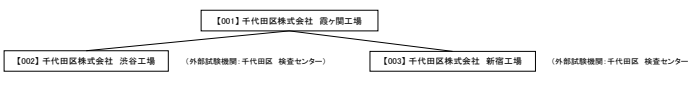 【001】千代田区株式会社　霞ヶ関工場
【002】千代田区株式会社　渋谷工場
（外部試験機関：千代田区　検査センター）
【003】千代田区株式会社　新宿工場
（外部試験機関：千代田区　検査センター